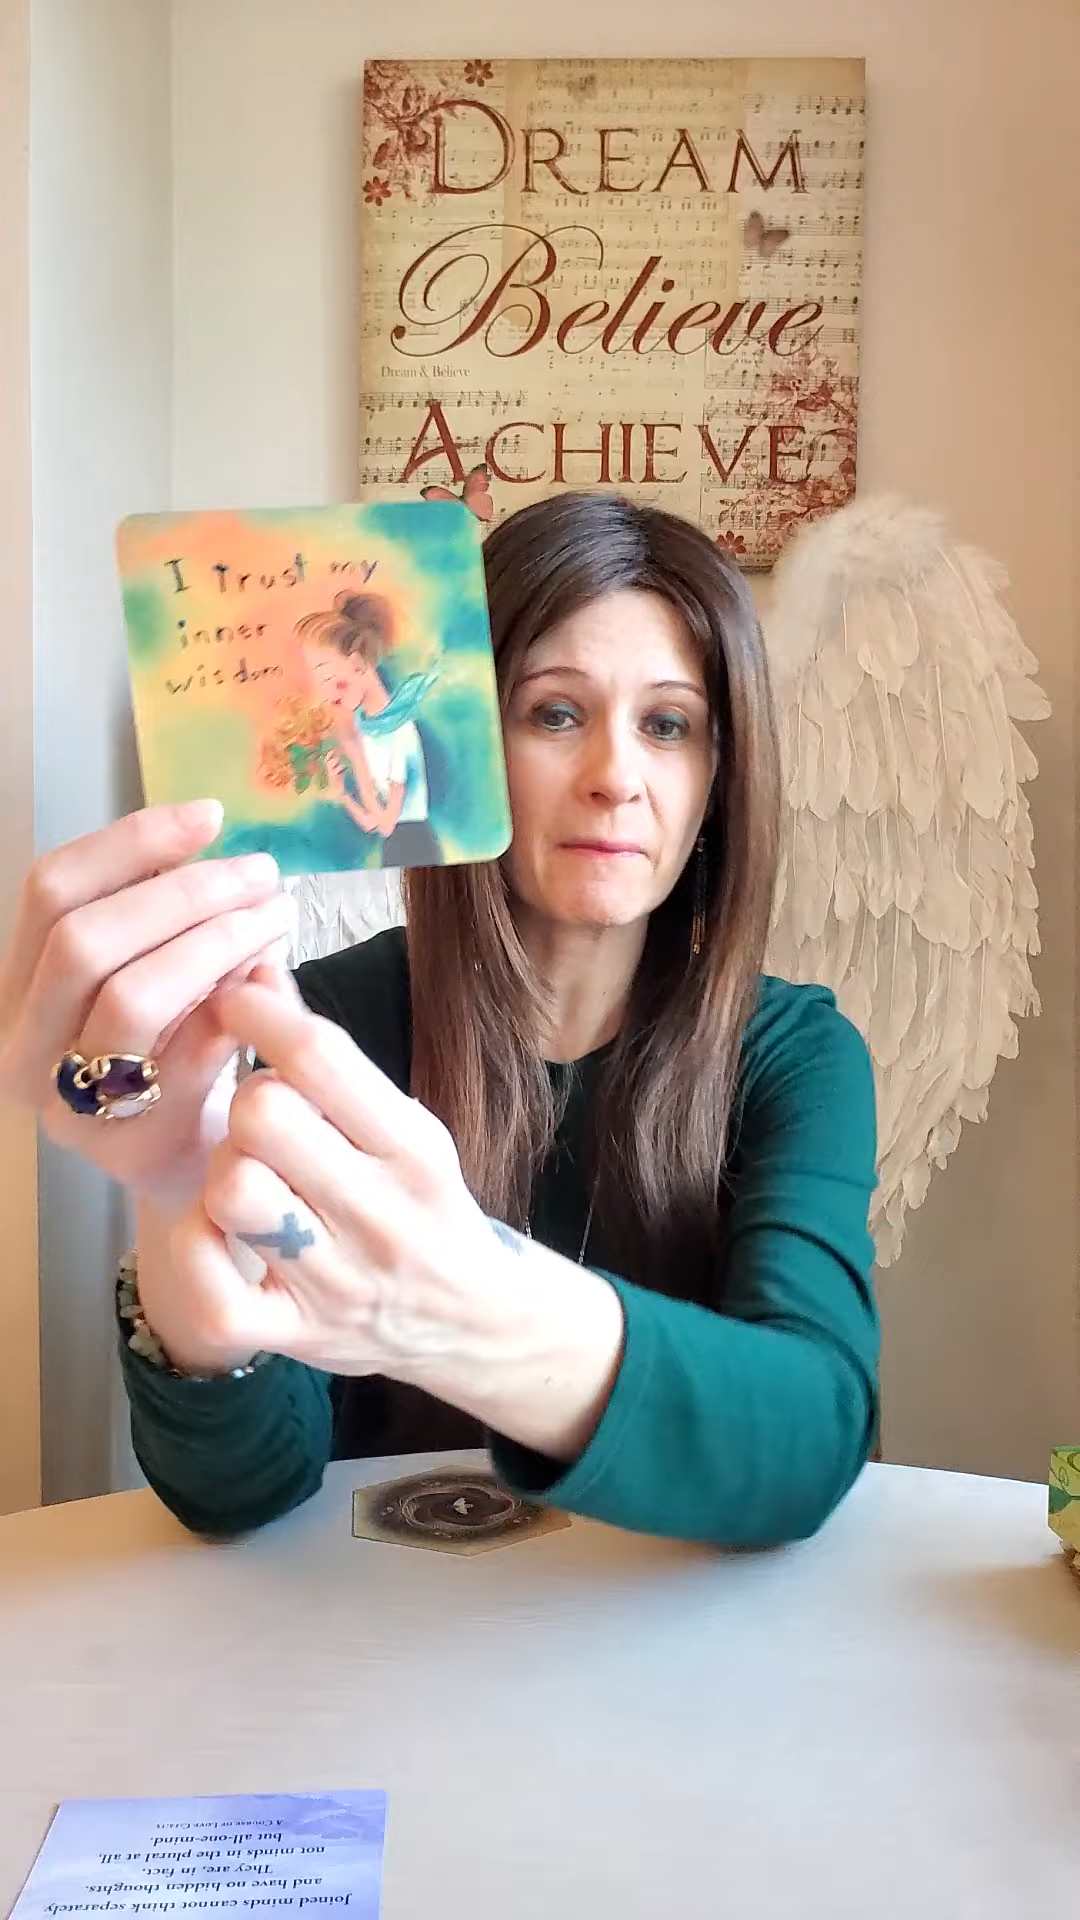 DREAM
Believe
Dream & Believe
ACHIEVE
I trust my
inner
wisdom
Joined minds cannot think separately
and have no hidden thoughts.
They are, in fact,
not minds in the plural at all,
but all-one-mind.
A COURSE OF LOVE